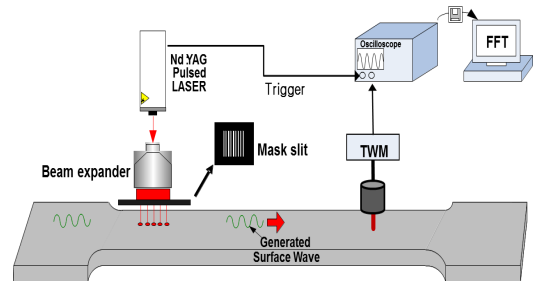 Nd:YAG
Pulsed
LASER
Oscilloscope
FFT
Trigger
Mask slit
TWM
Beam expander
Generated
Surface Wave